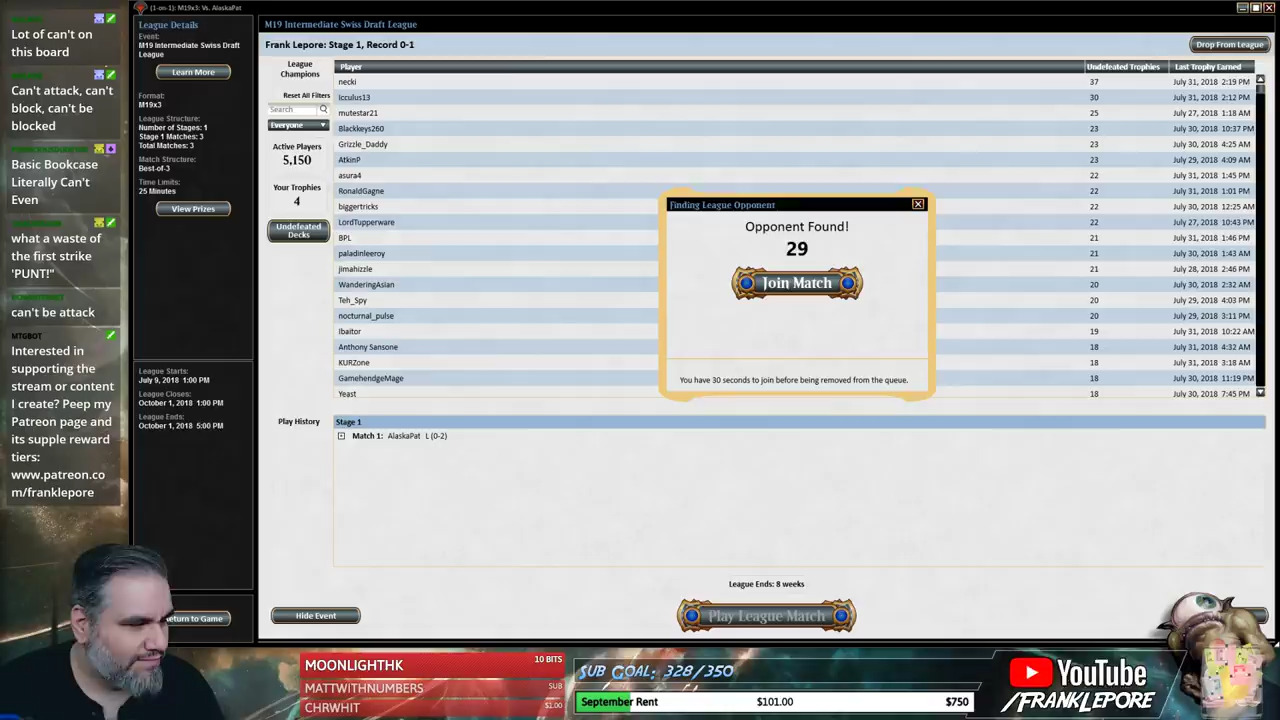 Lot of can't on
this board
Can't attack, can't
block, can't be
blocked
Basic Bookcase
Literally Can't
Even
what a waste of
the first strike
'PUNT!"
can't be attack
MTGBOT
Interested in
supporting the
stream or content
I create? Peep my
Patreon page and
its supple reward
tiers:
www.patreon.co
m/franklepore
(1-on-1): M19x3: Vs. AlaskaPat
League Details
Event:
M19 Intermediate Swiss Draft
League
Learn More
Format:
M19x3
League Structure:
Number of Stages: 1
Stage 1 Matches: 3
Total Matches: 3
Match Structure:
Best-of-3
Time Limits:
25 Minutes
View Prizes
League Starts:
July 9, 2018 1:00 PM
League Closes:
October 1, 2018 1:00 PM
League Ends:
October 1, 2018 5:00 PM
eturn to Game
M19 Intermediate Swiss Draft League
Frank Lepore: Stage 1, Record 0-1
Drop From League
League
Champions
Reset All Filters
Search
Everyone
Active Players
5,150
Your Trophies
4
Undefeated
Decks
Player Undefeated Trophies Last Trophy Earned
necki 37 July 31, 2018 2:19 PM
Icculus13 30 July 31, 2018 2:12 PM
mutestar21 25 July 27, 2018 1:18 AM
Blackkeys260 23 July 30, 2018 10:37 PM
Grizzle_Daddy 23 July 30, 2018 4:25 AM
AtkinP 23 July 29, 2018 4:09 AM
asura4 22 July 31, 2018 1:45 PM
RonaldGagne 22 July 31, 2018 1:01 PM
biggertricks 22 July 30, 2018 12:25 AM
LordTupperware 22 July 27, 2018 10:43 PM
BPL 21 July 31, 2018 1:46 PM
paladinleeroy 21 July 31, 2018 1:43 AM
jimahizzle 21 July 28, 2018 2:46 PM
WanderingAsian 20 July 31, 2018 2:32 AM
Teh_Spy 20 July 29, 2018 4:03 PM
nocturnal_pulse 20 July 29, 2018 3:11 PM
lbaitor 19 July 31, 2018 10:22 AM
Anthony Sansone 18 July 31, 2018 4:32 AM
KURZone 18 July 31, 2018 3:18 AM
GamehendgeMage 18 July 30, 2018 11:19 PM
Yeast 18 July 30, 2018 7:45 PM
Finding League Opponent
Opponent Found!
29
Join Match
You have 30 seconds to join before being removed from the queue.
Play History
Stage 1
Match 1: AlaskaPat L (0-2)
League Ends: 8 weeks
Hide Event
Play League Match
MOONLIGHTHK 10 BITS
MATTWITHNUMBERS SUB
CHRWHIT $1.00
SUB GOAL: 328/350
September Rent $101.00 $750
YouTube
/FRANKLEPORE